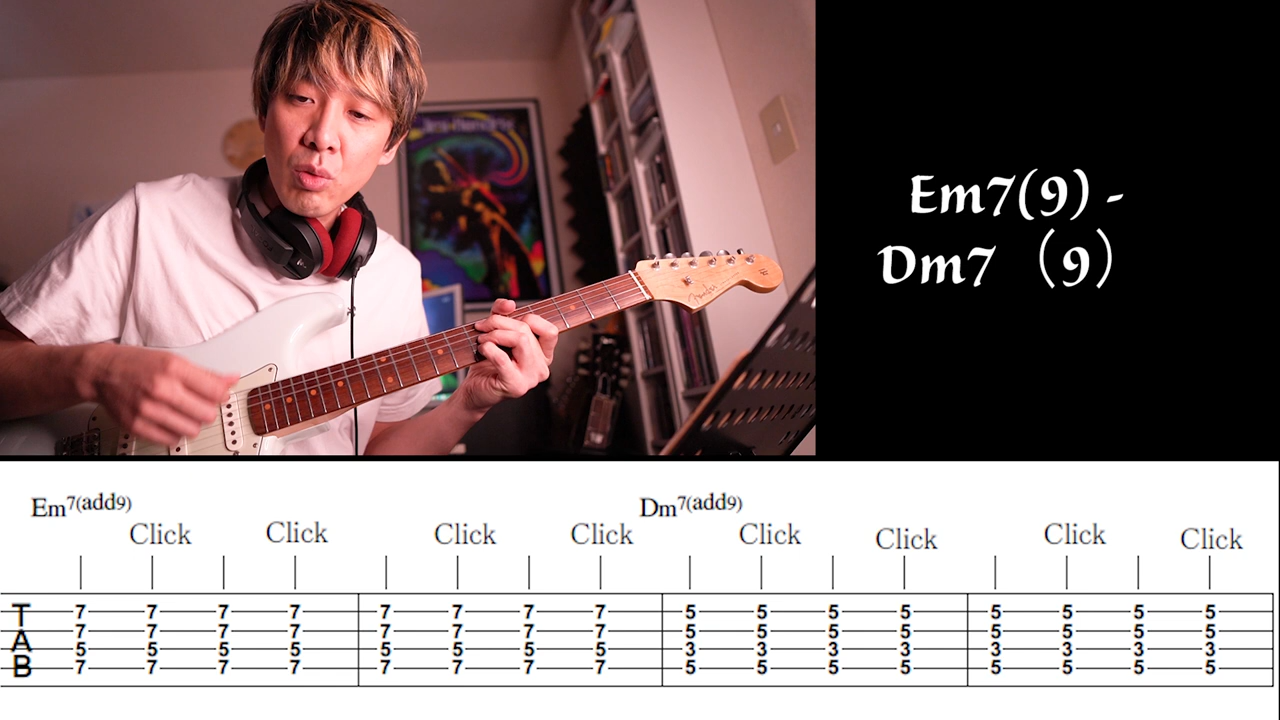 Em7(9) -
Dm7 （9）
Fender
Em7(add9)
Dm7(add9)
Click Click Click Click Click Click Click Click
T 7 7 7 7 7 7 7 7 5 5 5 5 5 5 5 5
7 7 7 7 7 7 7 7 5 5 5 5 5 5 5 5
A 5 5 5 5 5 5 5 5 3 3 3 3 3 3 3 3
B 7 7 7 7 7 7 7 7 5 5 5 5 5 5 5 5